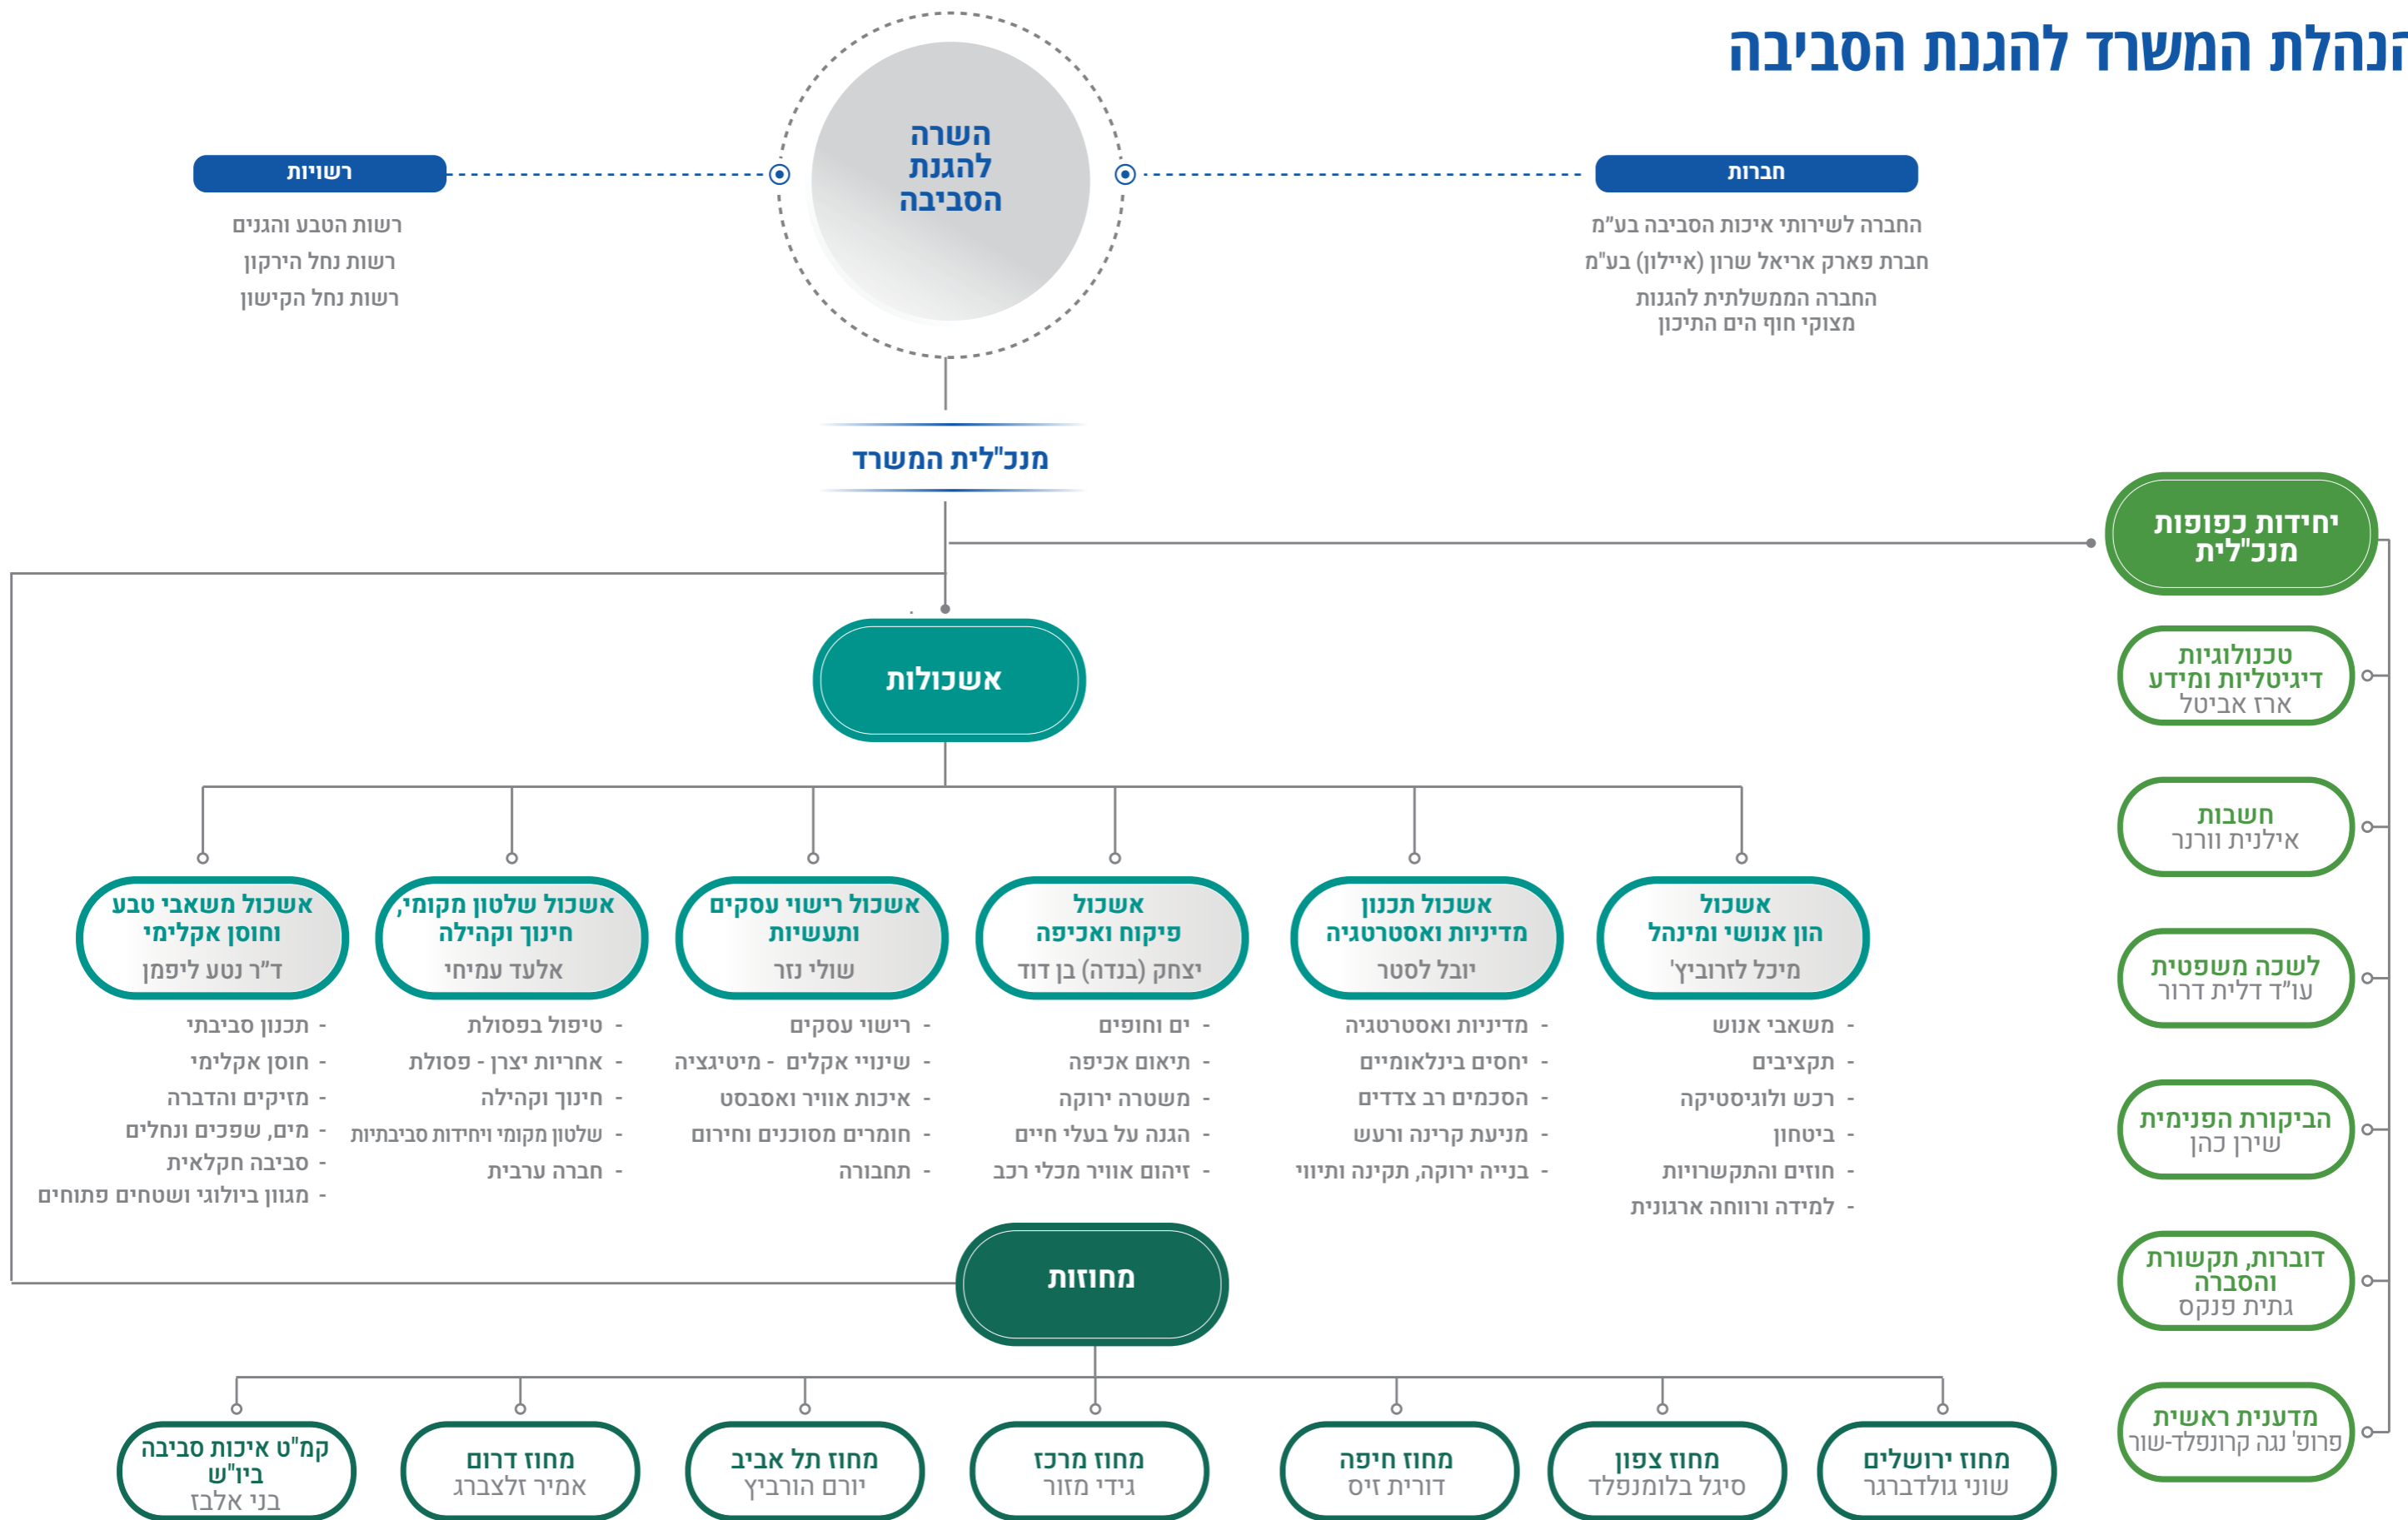 הנהלת המשרד להגנת הסביבה
השרה
להגנת
הסביבה
חברות
החברה לשירותי איכות הסביבה בע״מ
חברת פארק אריאל שרון (איילון) בע"מ
החברה הממשלתית להגנות
מצוקי חוף הים התיכון
רשויות
רשות הטבע והגנים
רשות נחל הירקון
רשות נחל הקישון
מנכ"לית המשרד
יחידות כפופות
מנכ"לית
טכנולוגיות
דיגיטליות ומידע
ארז אביטל
חשבות
אילנית וורנר
לשכה משפטית
עו״ד דלית דרור
הביקורת הפנימית
שירן כהן
דוברות, תקשורת
והסברה
גתית פנקס
מדענית ראשית
פרופ' נגה קרונפלד-שור
אשכולות
אשכול
הון אנושי ומינהל
מיכל לזרוביץ'
- משאבי אנוש
- תקציבים
- רכש ולוגיסטיקה
- ביטחון
- חוזים והתקשרויות
- למידה ורווחה ארגונית
אשכול תכנון
מדיניות ואסטרטגיה
יובל לסטר
- מדיניות ואסטרטגיה
- יחסים בינלאומיים
- הסכמים רב צדדים
- מניעת קרינה ורעש
- בנייה ירוקה, תקינה ותיווי
אשכול
פיקוח ואכיפה
יצחק (בנדה) בן דוד
- ים וחופים
- תיאום אכיפה
- משטרה ירוקה
- הגנה על בעלי חיים
- זיהום אוויר מכלי רכב
אשכול רישוי עסקים
ותעשיות
שולי נזר
- רישוי עסקים
- שינויי אקלים - מיטיגציה
- איכות אוויר ואסבסט
- חומרים מסוכנים וחירום
- תחבורה
אשכול שלטון מקומי,
חינוך וקהילה
אלעד עמיחי
- טיפול בפסולת
- אחריות יצרן - פסולת
- חינוך וקהילה
- שלטון מקומי ויחידות סביבתיות
- חברה ערבית
אשכול משאבי טבע
וחוסן אקלימי
ד״ר נטע ליפמן
- תכנון סביבתי
- חוסן אקלימי
- מזיקים והדברה
- מים, שפכים ונחלים
- סביבה חקלאית
- מגוון ביולוגי ושטחים פתוחים
מחוזות
מחוז ירושלים
שוני גולדברגר
מחוז צפון
סיגל בלומנפלד
מחוז חיפה
דורית זיס
מחוז מרכז
גידי מזור
מחוז תל אביב
יורם הורביץ
מחוז דרום
אמיר זלצברג
קמ"ט איכות סביבה
ביו"ש
בני אלבז